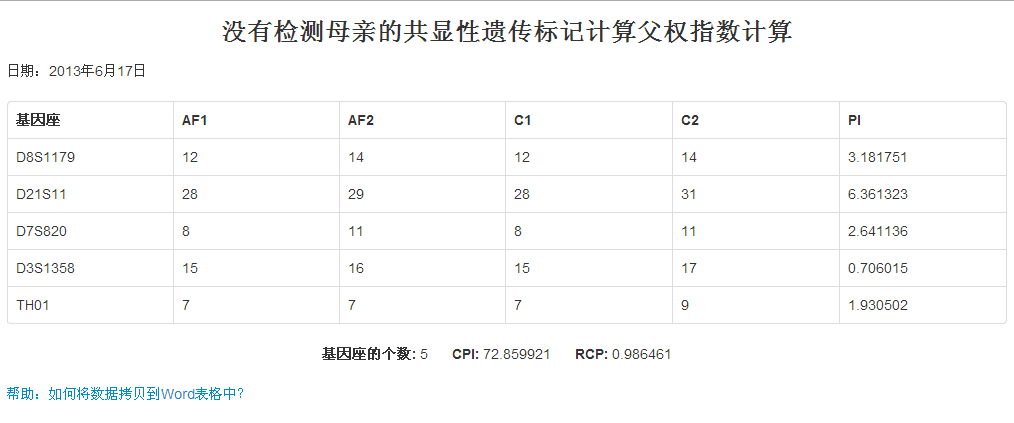 没有检测母亲的共显性遗传标记计算父权指数计算
日期：2013年6月17日
基因座 AF1 AF2 C1 C2 PI
D8S1179 12 14 12 14 3.181751
D21S11 28 29 28 31 6.361323
D7S820 8 11 8 11 2.641136
D3S1358 15 16 15 17 0.706015
TH01 7 7 7 9 1.930502
基因座的个数: 5 CPI: 72.859921 RCP: 0.986461
帮助：如何将数据拷贝到Word表格中?